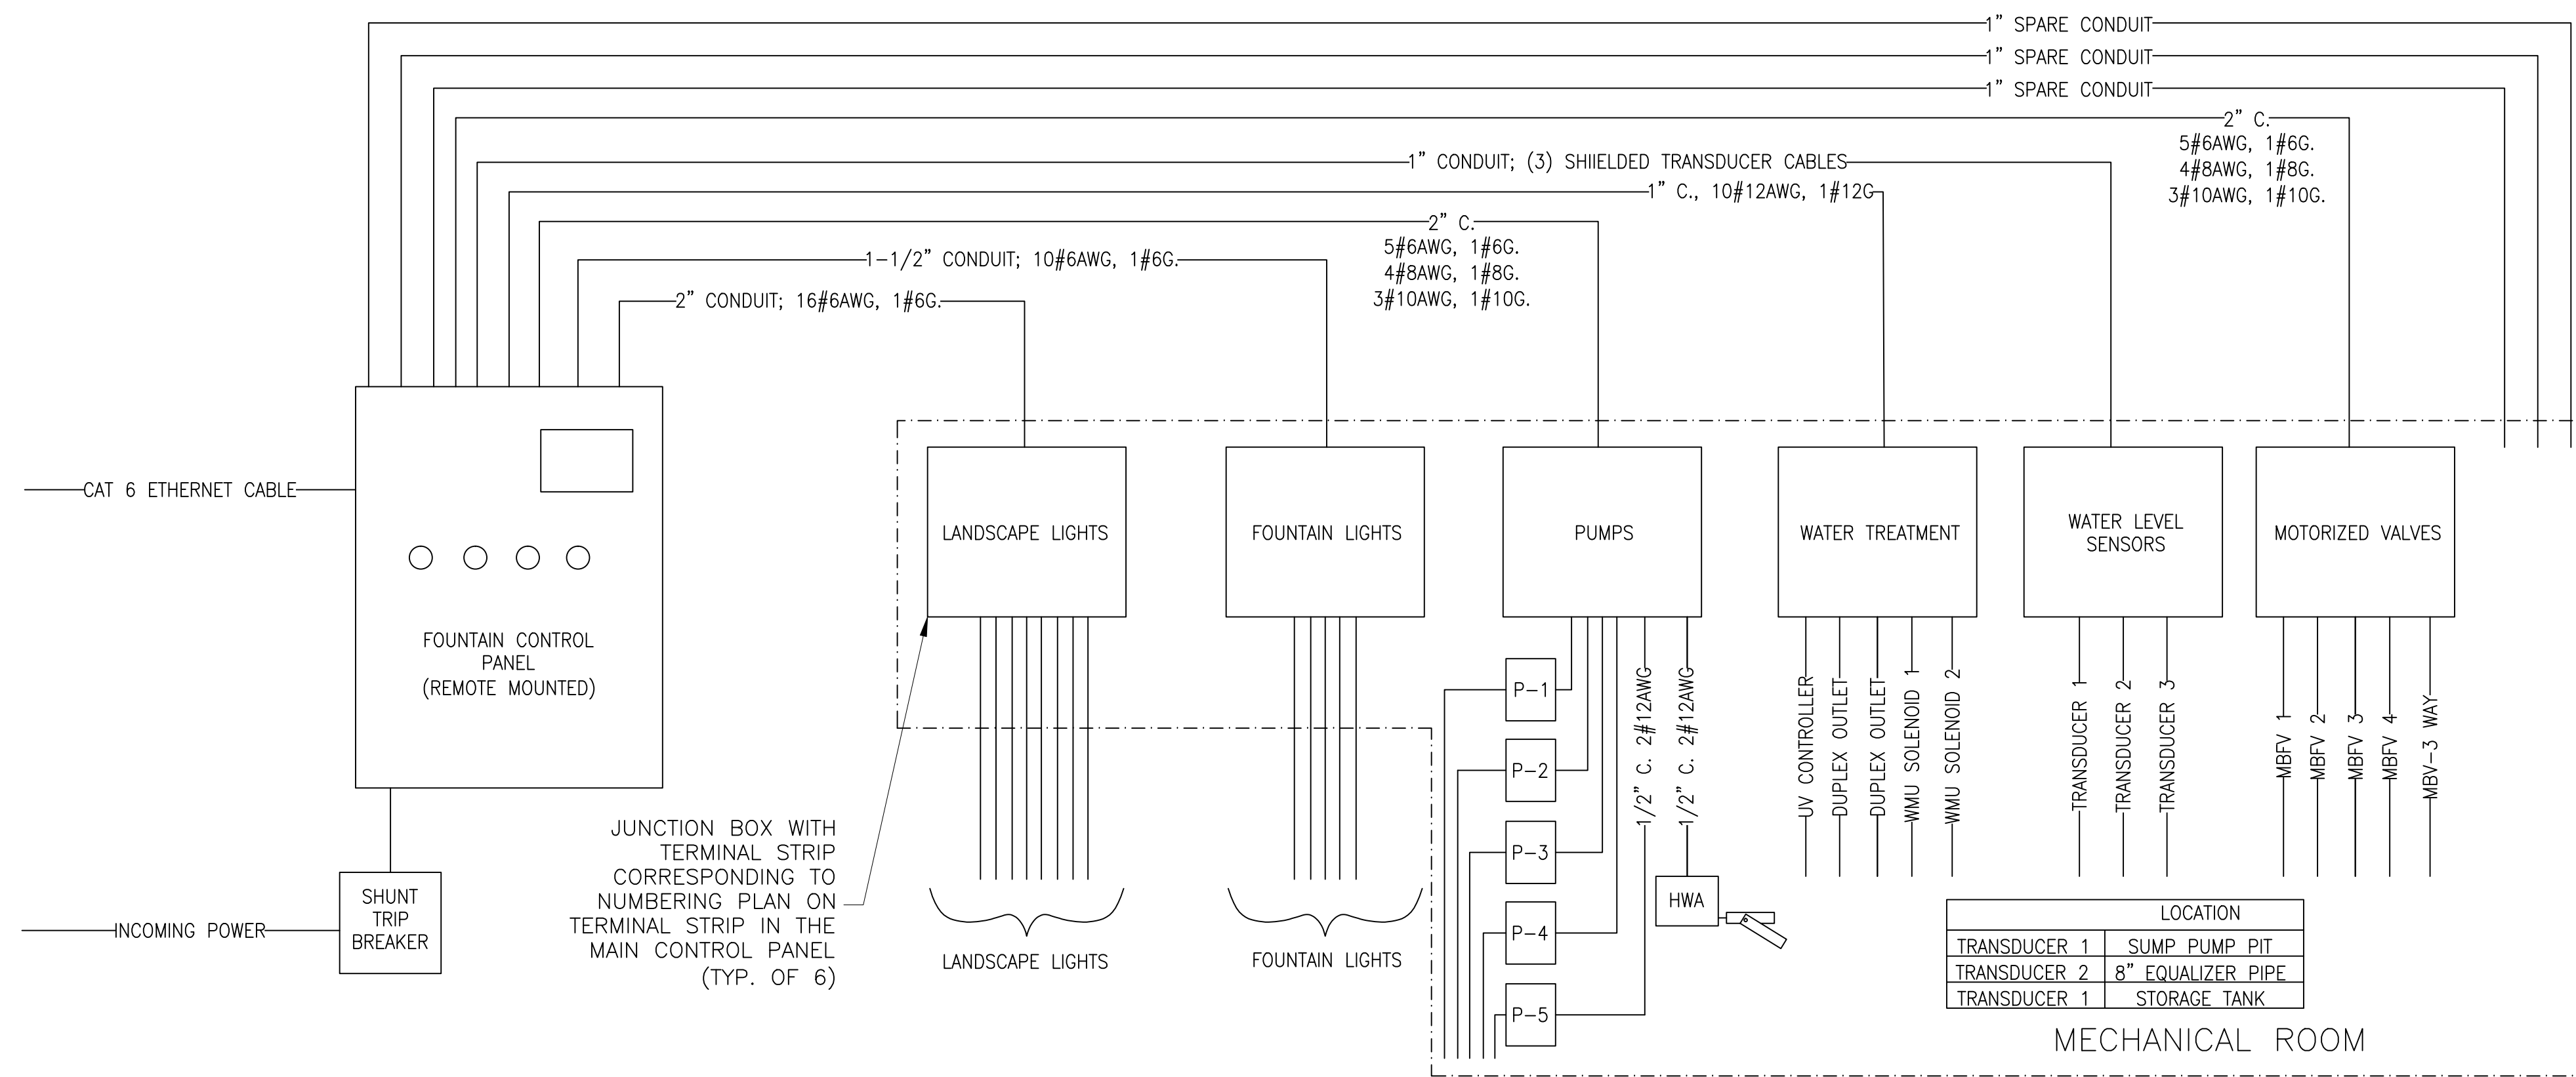 1” SPARE CONDUIT
1” SPARE CONDUIT
1” SPARE CONDUIT
2” C.
5#6AWG, 1#6G.
4#8AWG, 1#8G.
3#10AWG, 1#10G.
1” CONDUIT; (3) SHIIELDED TRANSDUCER CABLES
1” C., 10#12AWG, 1#12G
2” C.
5#6AWG, 1#6G.
4#8AWG, 1#8G.
3#10AWG, 1#10G.
1-1/2” CONDUIT; 10#6AWG, 1#6G.
2” CONDUIT; 16#6AWG, 1#6G.
CAT 6 ETHERNET CABLE
FOUNTAIN CONTROL
PANEL
(REMOTE MOUNTED)
INCOMING POWER
SHUNT
TRIP
BREAKER
JUNCTION BOX WITH
TERMINAL STRIP
CORRESPONDING TO
NUMBERING PLAN ON
TERMINAL STRIP IN THE
MAIN CONTROL PANEL
(TYP. OF 6)
LANDSCAPE LIGHTS
LANDSCAPE LIGHTS
FOUNTAIN LIGHTS
FOUNTAIN LIGHTS
PUMPS
P-1
P-2
P-3
P-4
P-5
1/2” C. 2#12AWG
1/2” C. 2#12AWG
HWA
WATER TREATMENT
UV CONTROLLER
DUPLEX OUTLET
DUPLEX OUTLET
WMU SOLENOID 1
WMU SOLENOID 2
WATER LEVEL
SENSORS
TRANSDUCER 1
TRANSDUCER 2
TRANSDUCER 3
MOTORIZED VALVES
MBFV 1
MBFV 2
MBFV 3
MBFV 4
MBV-3 WAY
LOCATION
TRANSDUCER 1 SUMP PUMP PIT
TRANSDUCER 2 8” EQUALIZER PIPE
TRANSDUCER 1 STORAGE TANK
MECHANICAL ROOM